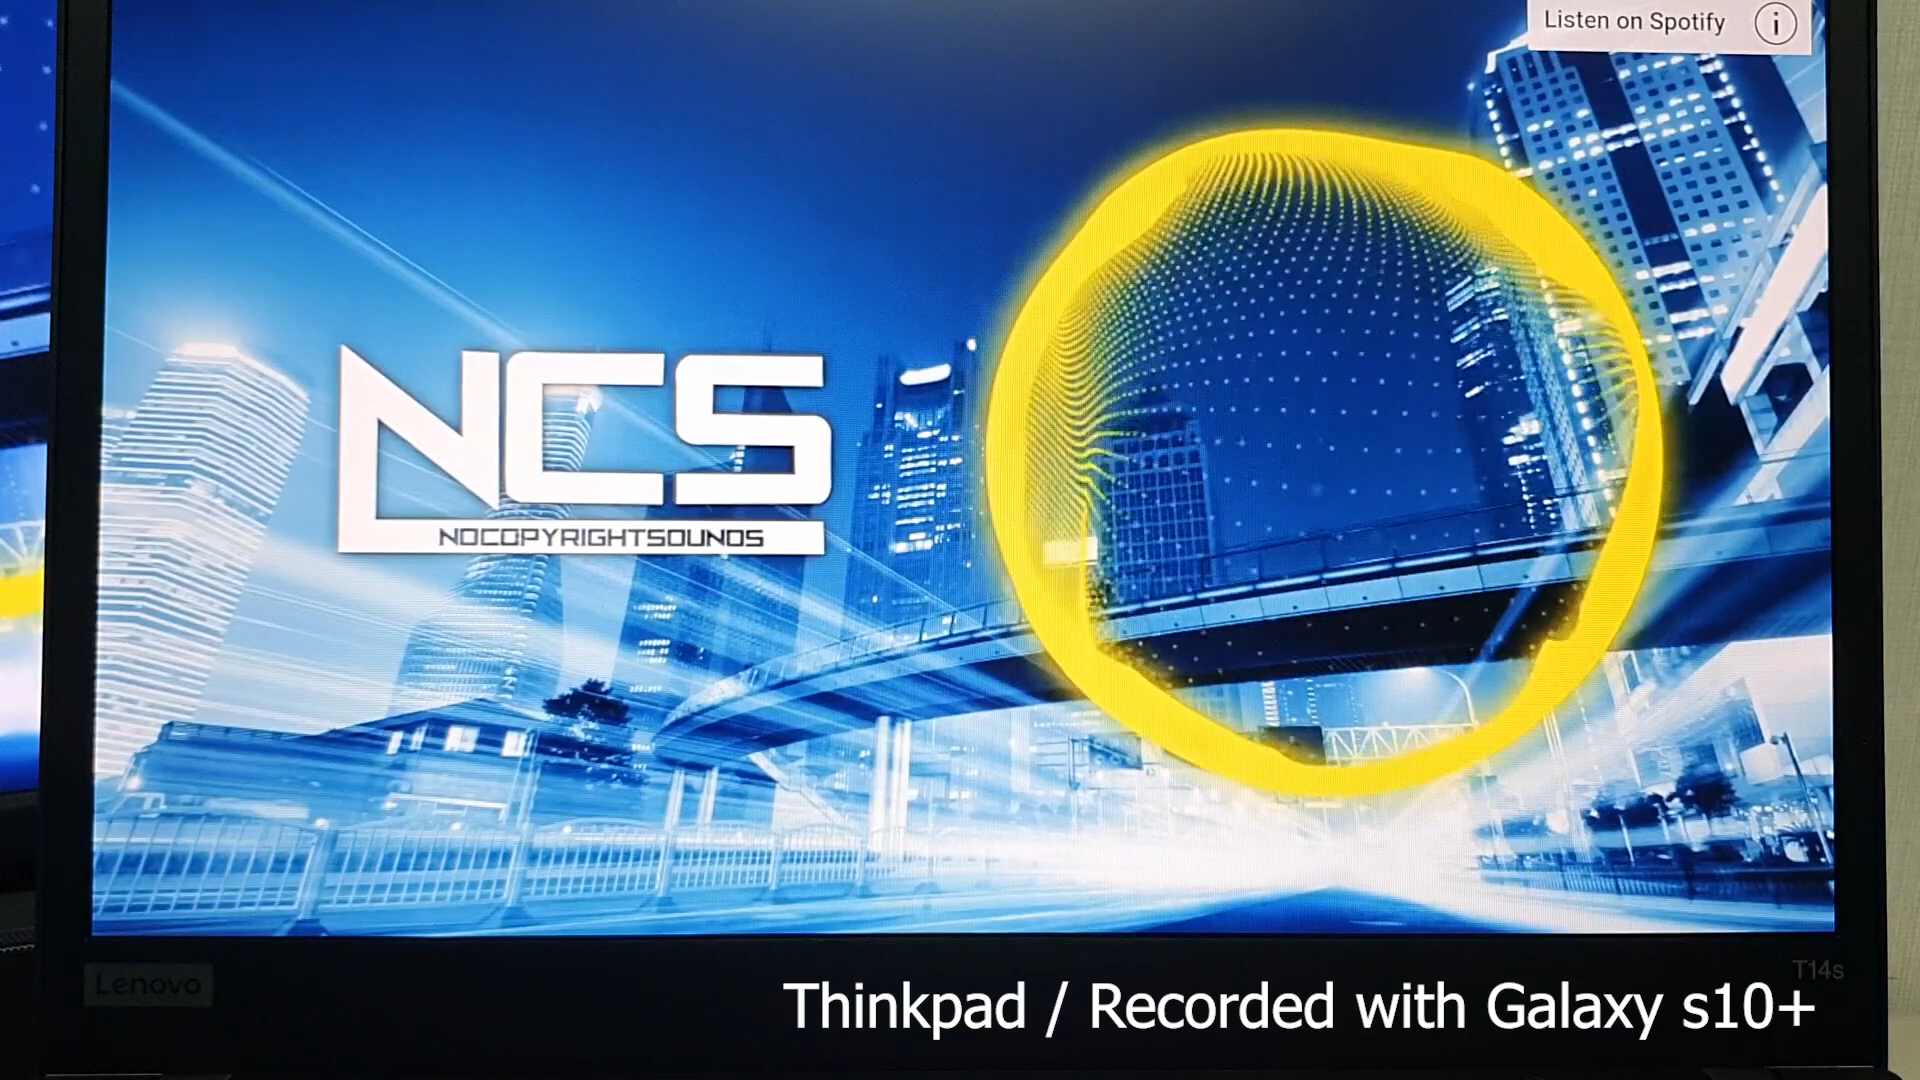 Listen on Spotify
NCS
NOCOPYRIGHTSOUNDS
Lenovo
T14s
Thinkpad / Recorded with Galaxy s10+